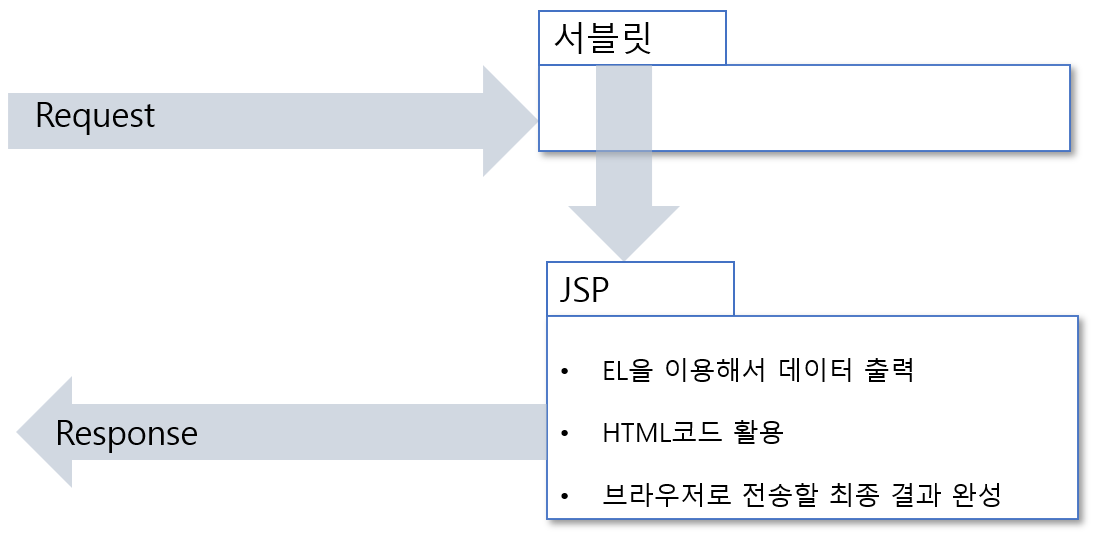 서블릿
Request
JSP
• EL을 이용해서 데이터 출력
• HTML코드 활용
• 브라우저로 전송할 최종 결과 완성
Response